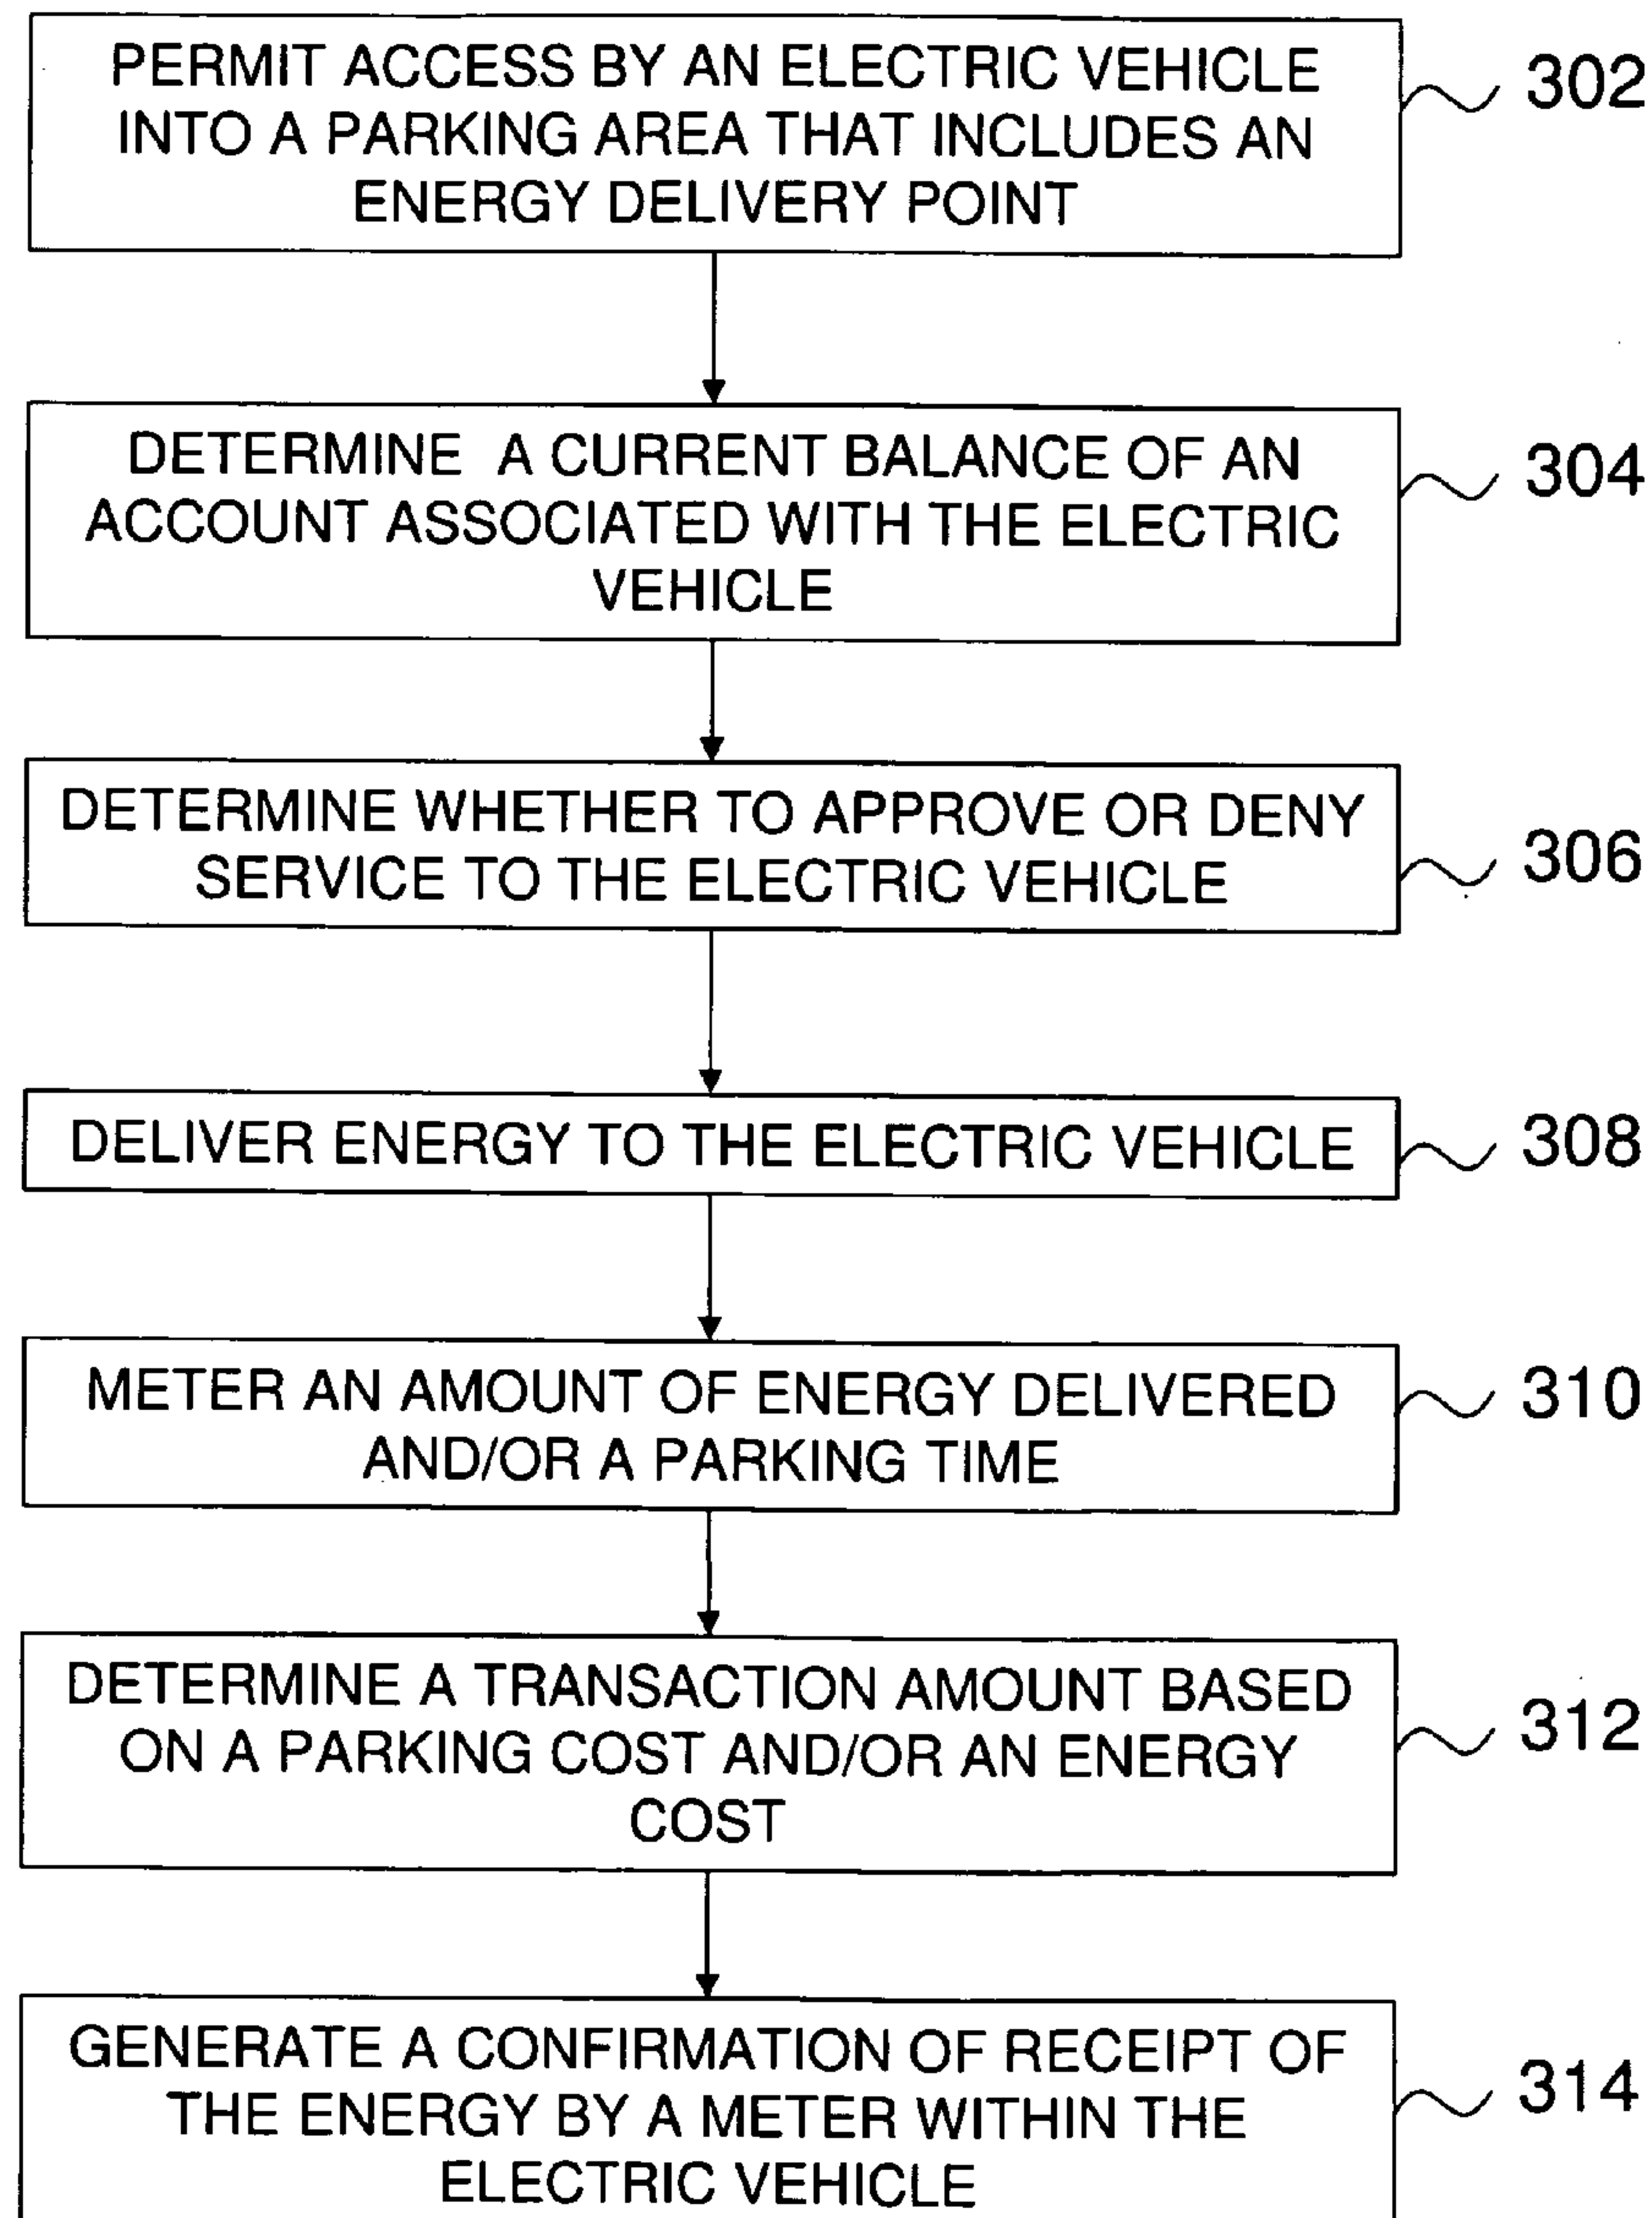 PERMIT ACCESS BY AN ELECTRIC VEHICLE
INTO A PARKING AREA THAT INCLUDES AN
ENERGY DELIVERY POINT
302
DETERMINE A CURRENT BALANCE OF AN
ACCOUNT ASSOCIATED WITH THE ELECTRIC
VEHICLE
304
DETERMINE WHETHER TO APPROVE OR DENY
SERVICE TO THE ELECTRIC VEHICLE
306
DELIVER ENERGY TO THE ELECTRIC VEHICLE
308
METER AN AMOUNT OF ENERGY DELIVERED
AND/OR A PARKING TIME
310
DETERMINE A TRANSACTION AMOUNT BASED
ON A PARKING COST AND/OR AN ENERGY
COST
312
GENERATE A CONFIRMATION OF RECEIPT OF
THE ENERGY BY A METER WITHIN THE
ELECTRIC VEHICLE
314